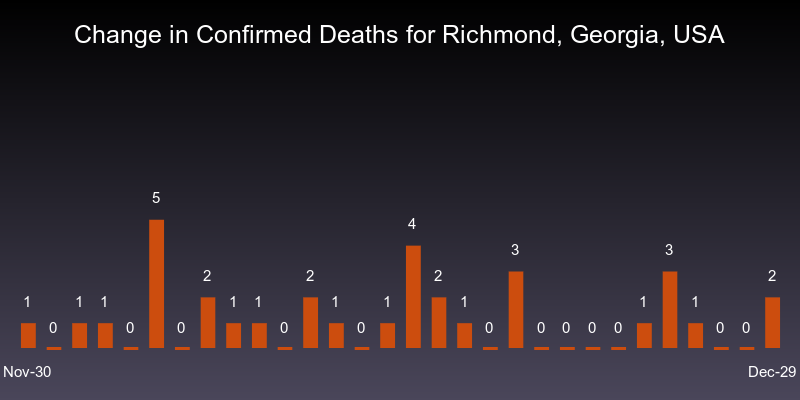 Change in Confirmed Deaths for Richmond, Georgia, USA
5
4
3 3
2 2 2 2
1 1 1 1 1 1 1 1 1 1
0 0 0 0 0 0 0 0 0 0 0 0
Nov-30 Dec-29